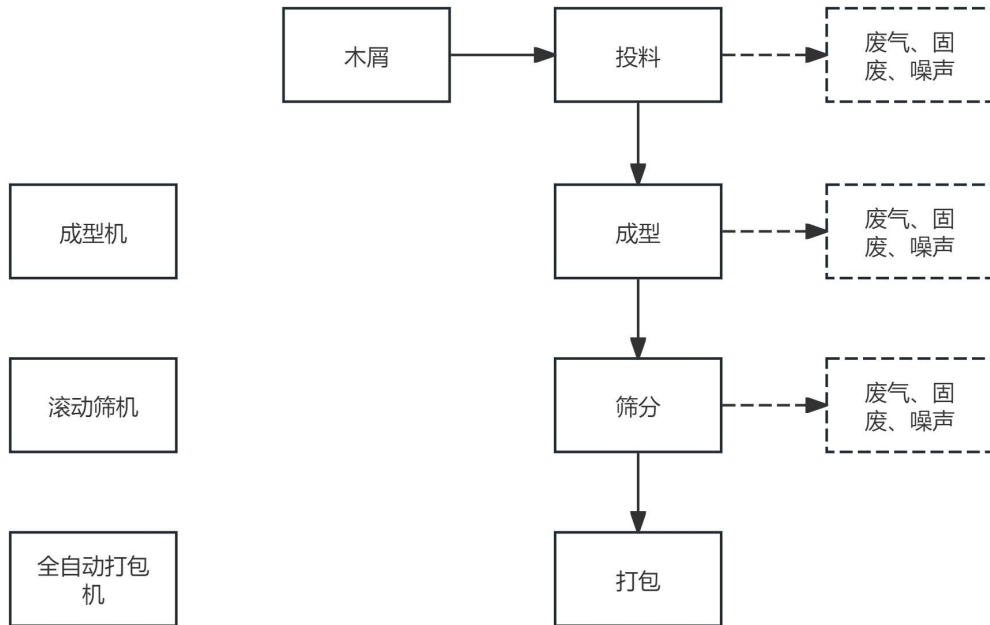 木屑
投料
废气、固
废、噪声
成型机
成型
废气、固
废、噪声
滚动筛机
筛分
废气、固
废、噪声
全自动打包
机
打包